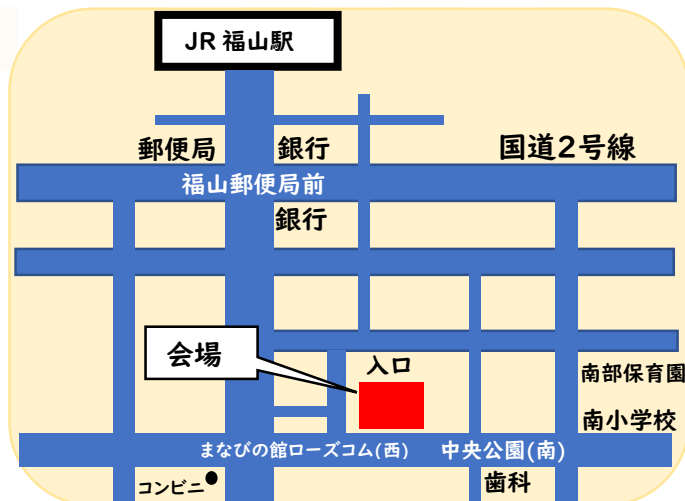 JR 福山駅
郵便局
銀行
国道2号線
福山郵便局前
銀行
会場
入口
南部保育園
南小学校
まなびの館ローズコム(西)
中央公園(南)
コンビニ
歯科